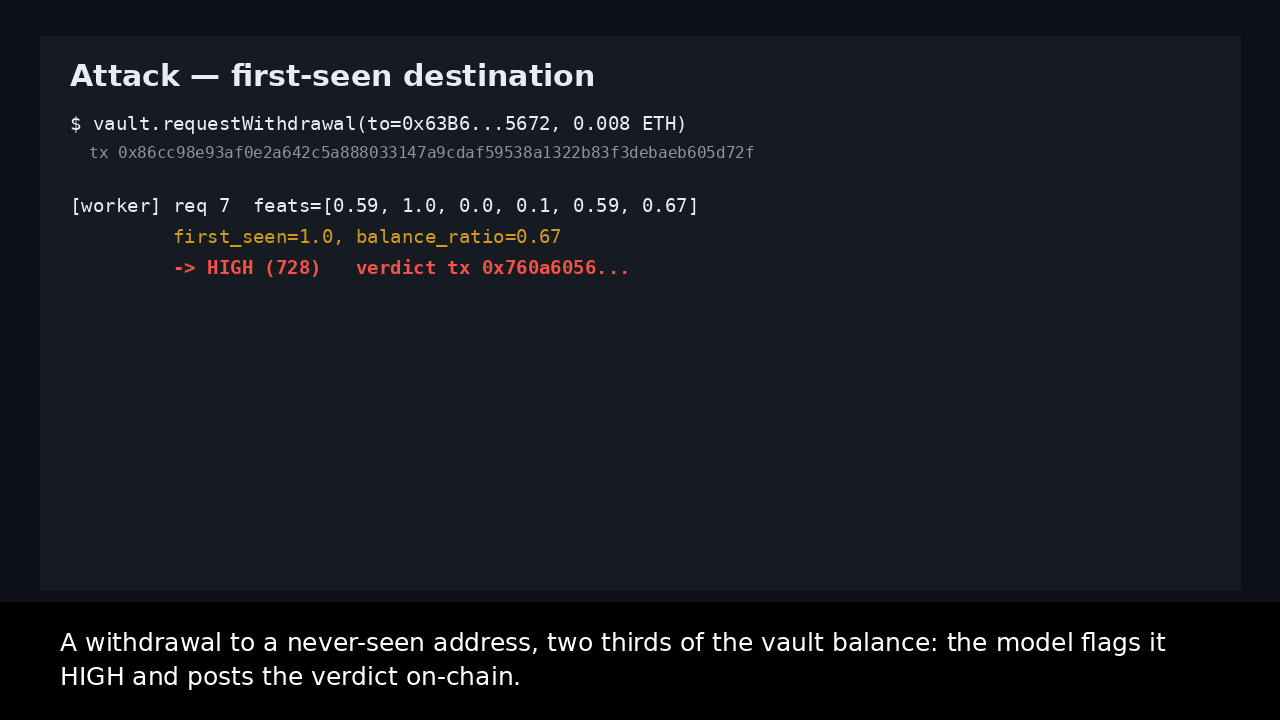 Attack — first-seen destination
$ vault.requestWithdrawal(to=0x63B6...5672, 0.008 ETH)
tx 0x86cc98e93af0e2a642c5a888033147a9cdaf59538a1322b83f3debaeb605d72f
[worker] req 7  feats=[0.59, 1.0, 0.0, 0.1, 0.59, 0.67]
first_seen=1.0, balance_ratio=0.67
-> HIGH (728)   verdict tx 0x760a6056...
A withdrawal to a never-seen address, two thirds of the vault balance: the model flags it
HIGH and posts the verdict on-chain.